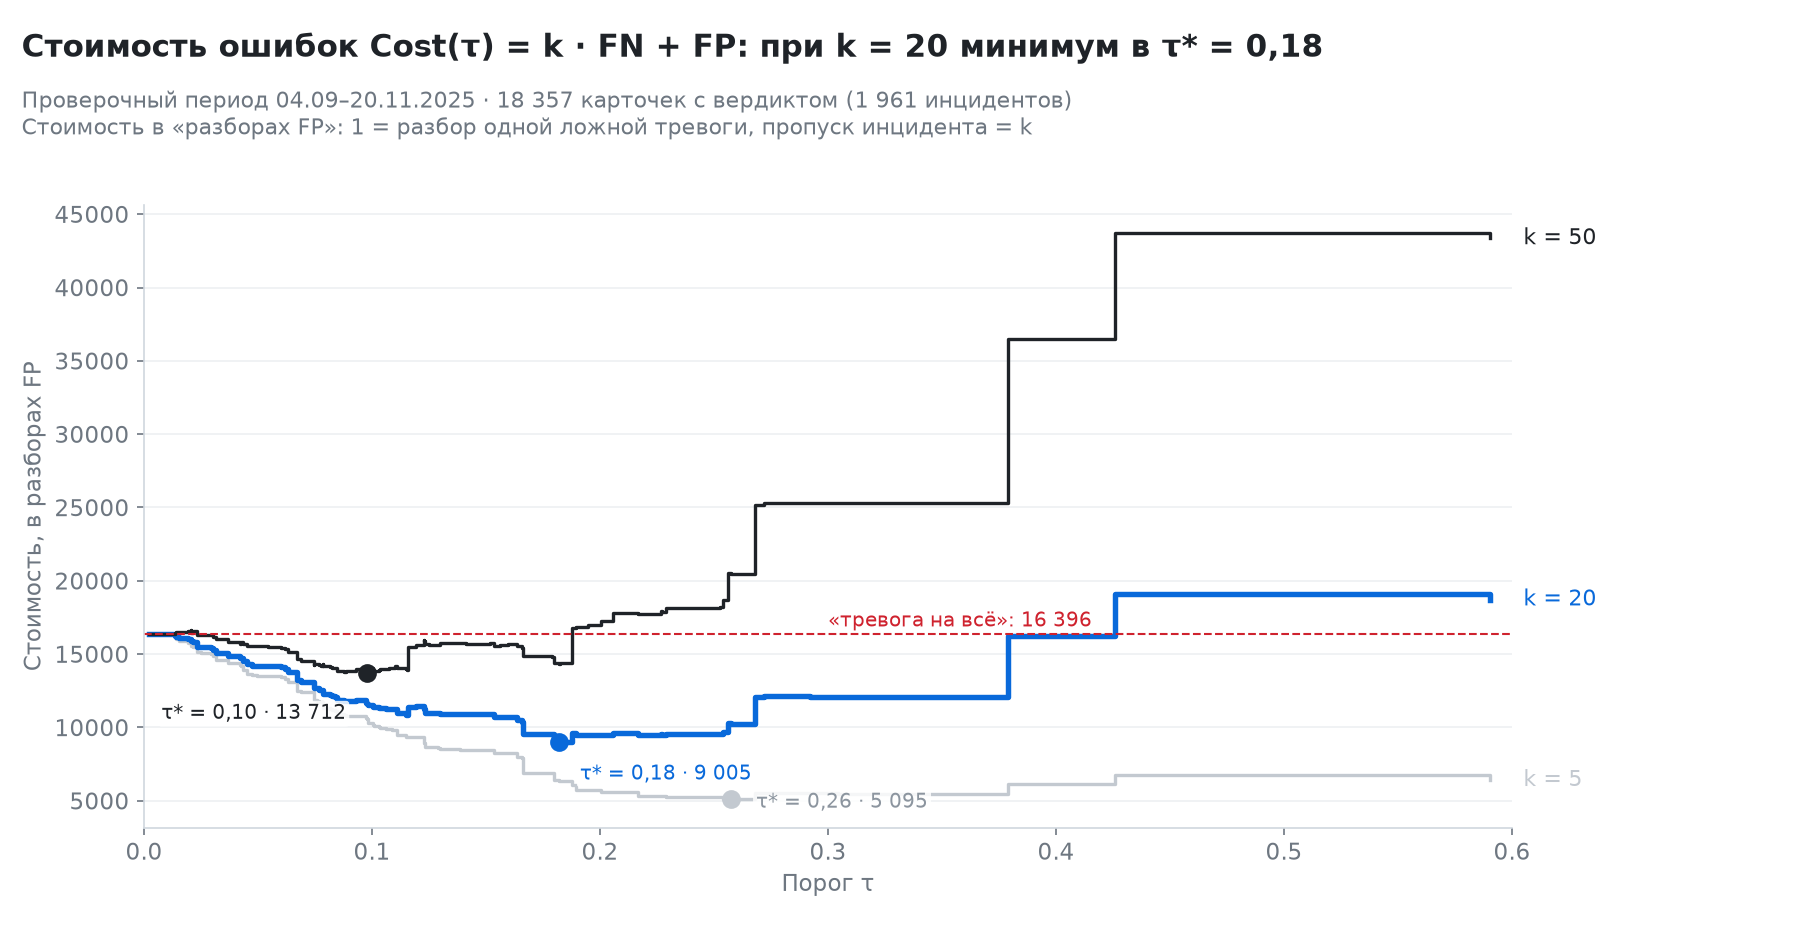 Стоимость ошибок Cost(τ) = k · FN + FP: при k = 20 минимум в τ* = 0,18
Проверочный период 04.09–20.11.2025 · 18 357 карточек с вердиктом (1 961 инцидентов)
Стоимость в «разборах FP»: 1 = разбор одной ложной тревоги, пропуск инцидента = k
Стоимость, в разборах FP
45000
40000
35000
30000
25000
20000
15000
10000
5000
k = 50
k = 20
k = 5
«тревога на всё»: 16 396
τ* = 0,10 · 13 712
τ* = 0,18 · 9 005
τ* = 0,26 · 5 095
0.0
0.1
0.2
0.3
0.4
0.5
0.6
Порог τ